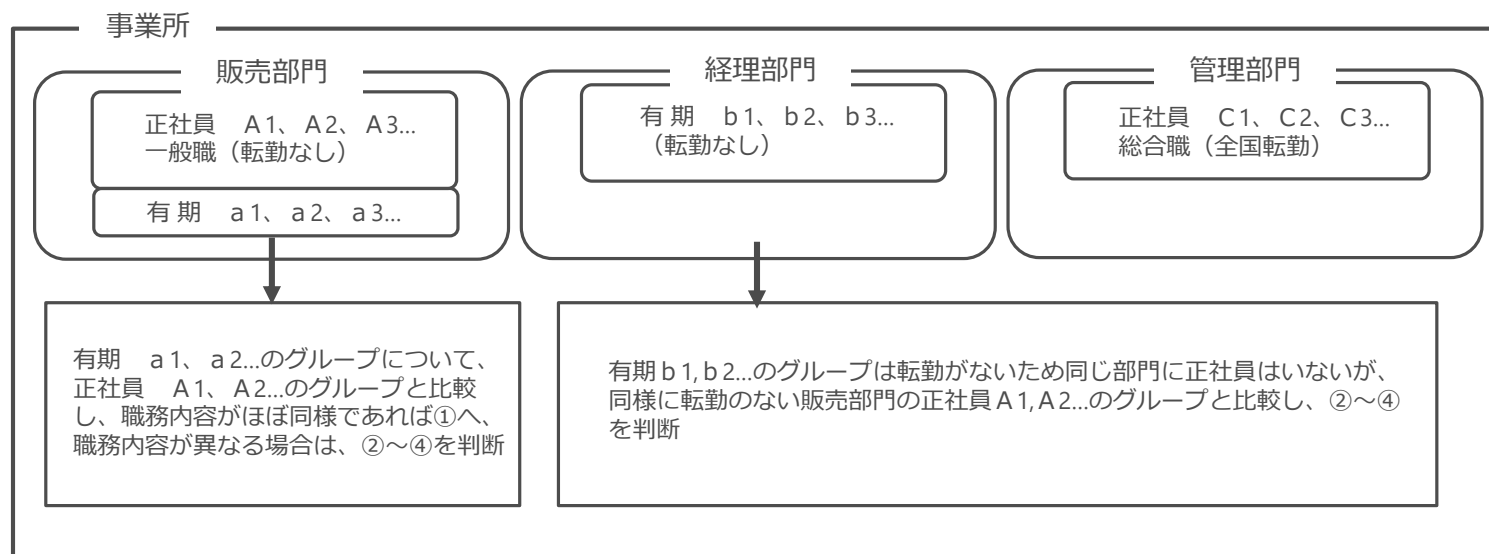 事業所
販売部門
正社員　Ａ1、Ａ2、Ａ3…
一般職（転勤なし）
有 期　ａ1、ａ2、ａ3…
経理部門
有 期　ｂ1、ｂ2、ｂ3…
（転勤なし）
管理部門
正社員　Ｃ1、Ｃ2、Ｃ3…
総合職（全国転勤）
有期　ａ1、ａ2…のグループについて、
正社員　Ａ1、Ａ2…のグループと比較
し、職務内容がほぼ同様であれば①へ、
職務内容が異なる場合は、②～④を判断
有期ｂ1,ｂ2…のグループは転勤がないため同じ部門に正社員はいないが、
同様に転勤のない販売部門の正社員Ａ1,Ａ2…のグループと比較し、②～④
を判断